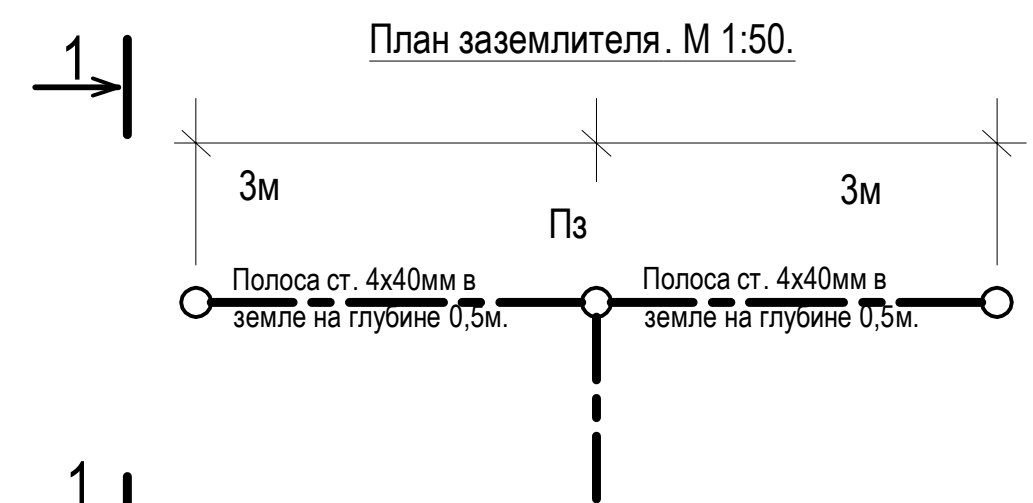 План заземлителя. М 1:50.
1
3м
3м
Пз
Полоса ст. 4х40мм в
земле на глубине 0,5м.
Полоса ст. 4х40мм в
земле на глубине 0,5м.
1